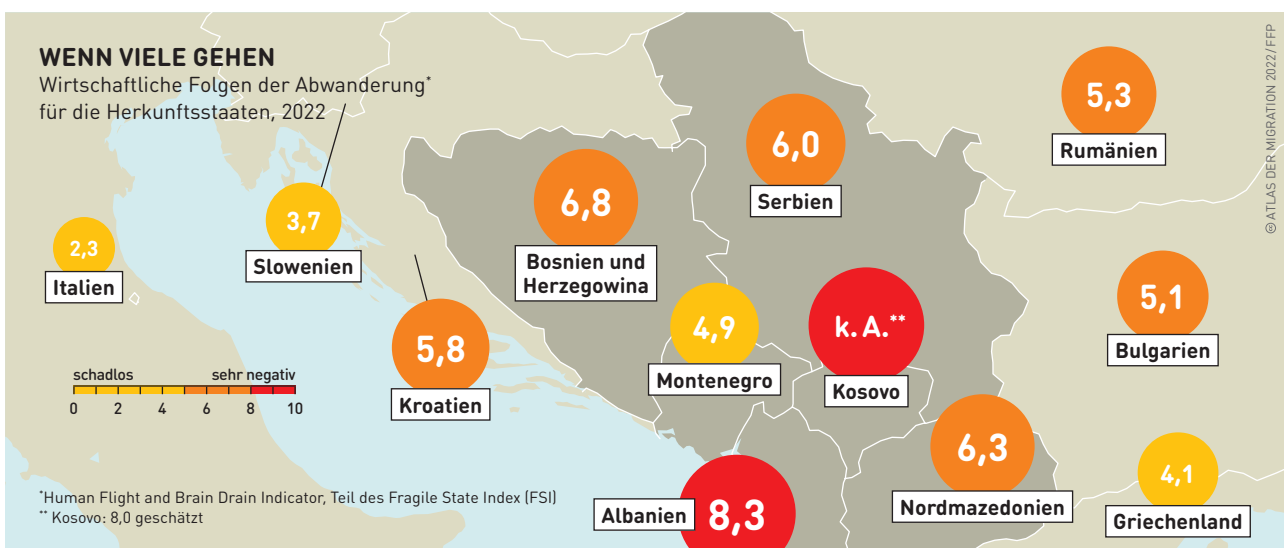 WENN VIELE GEHEN
Wirtschaftliche Folgen der Abwanderung*
für die Herkunftsstaaten, 2022
© ATLAS DER MIGRATION 2022/FFP
5,3
Rumänien
6,0
Serbien
6,8
Bosnien und
Herzegowina
3,7
Slowenien
2,3
Italien
5,1
Bulgarien
4,9
Montenegro
k. A.**
Kosovo
5,8
Kroatien
schadlos sehr negativ
0 2 4 6 8 10
6,3
Nordmazedonien
4,1
Griechenland
Albanien 8,3
*Human Flight and Brain Drain Indicator, Teil des Fragile State Index (FSI)
** Kosovo: 8,0 geschätzt